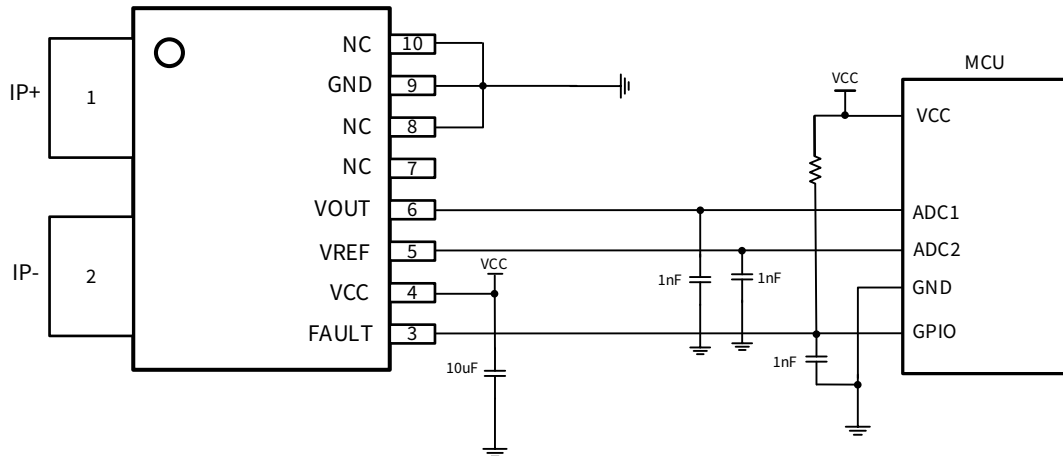 NC 10
MCU
GND 9
VCC
IP+ 1
VCC
NC 8
NC 7
VOUT 6
ADC1
VREF 5
ADC2
IP- 2
VCC
1nF
1nF
VCC 4
GND
FAULT 3
GPIO
10uF
1nF